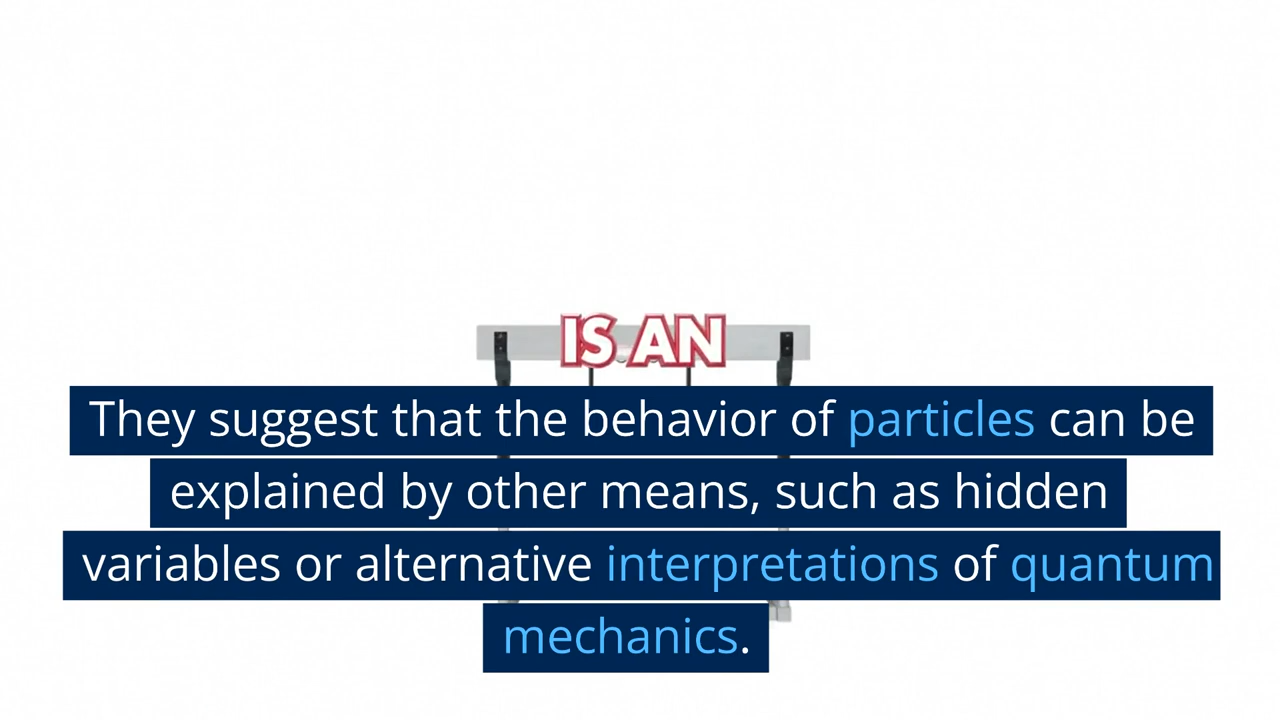 IS AN
They suggest that the behavior of particles can be
explained by other means, such as hidden
variables or alternative interpretations of quantum
mechanics.